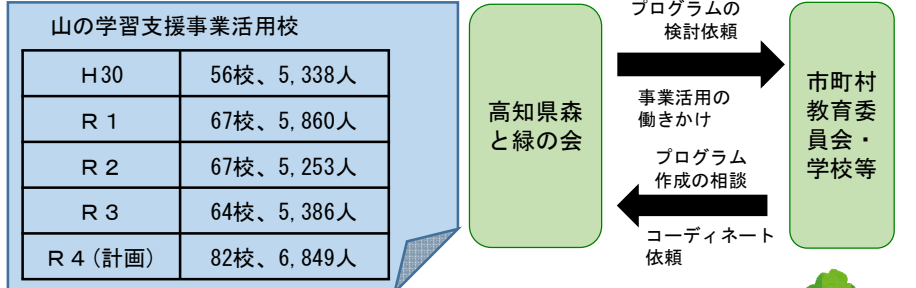 山の学習支援事業活用校
H30 56校、5,338人
R1 67校、5,860人
R2 67校、5,253人
R3 64校、5,386人
R4(計画) 82校、6,849人
高知県森
と緑の会
プログラムの
検討依頼
事業活用の
働きかけ
プログラム
作成の相談
コーディネート
依頼
市町村
教育委
員会・
学校等